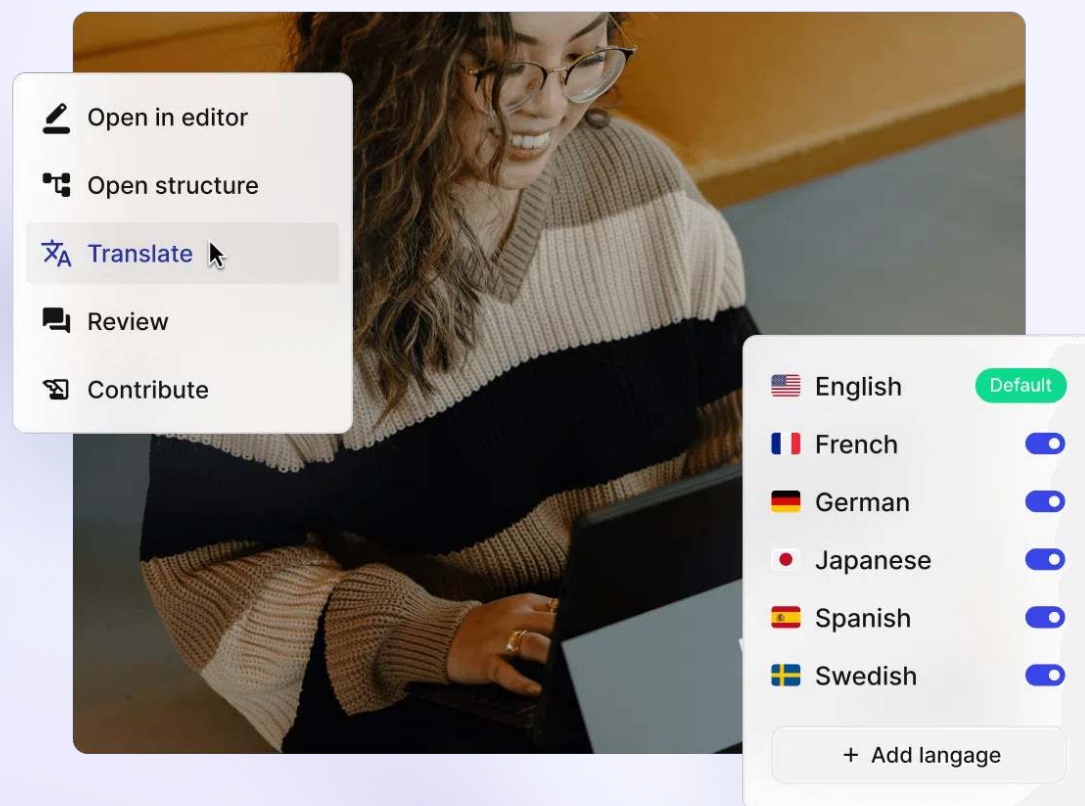 Open in editor
Open structure
Translate
Review
Contribute
English Default
French
German
Japanese
Spanish
Swedish
+ Add langage